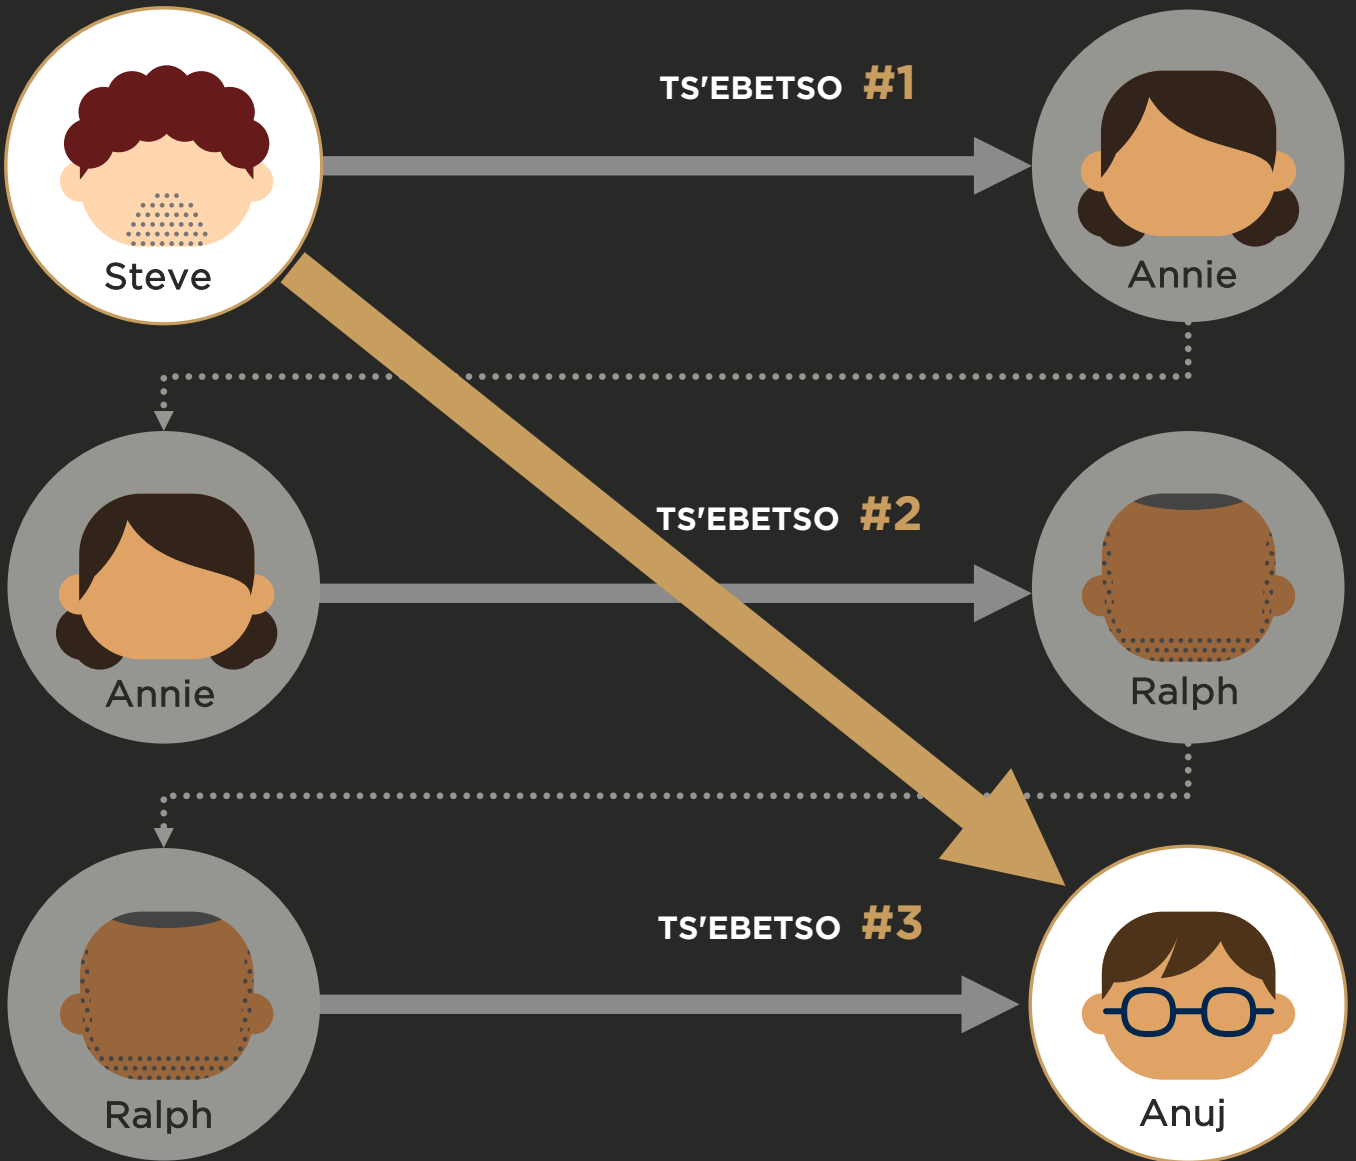 TS'EBETSO #1
Steve
Annie
TS'EBETSO #2
Annie
Ralph
TS'EBETSO #3
Ralph
Anuj